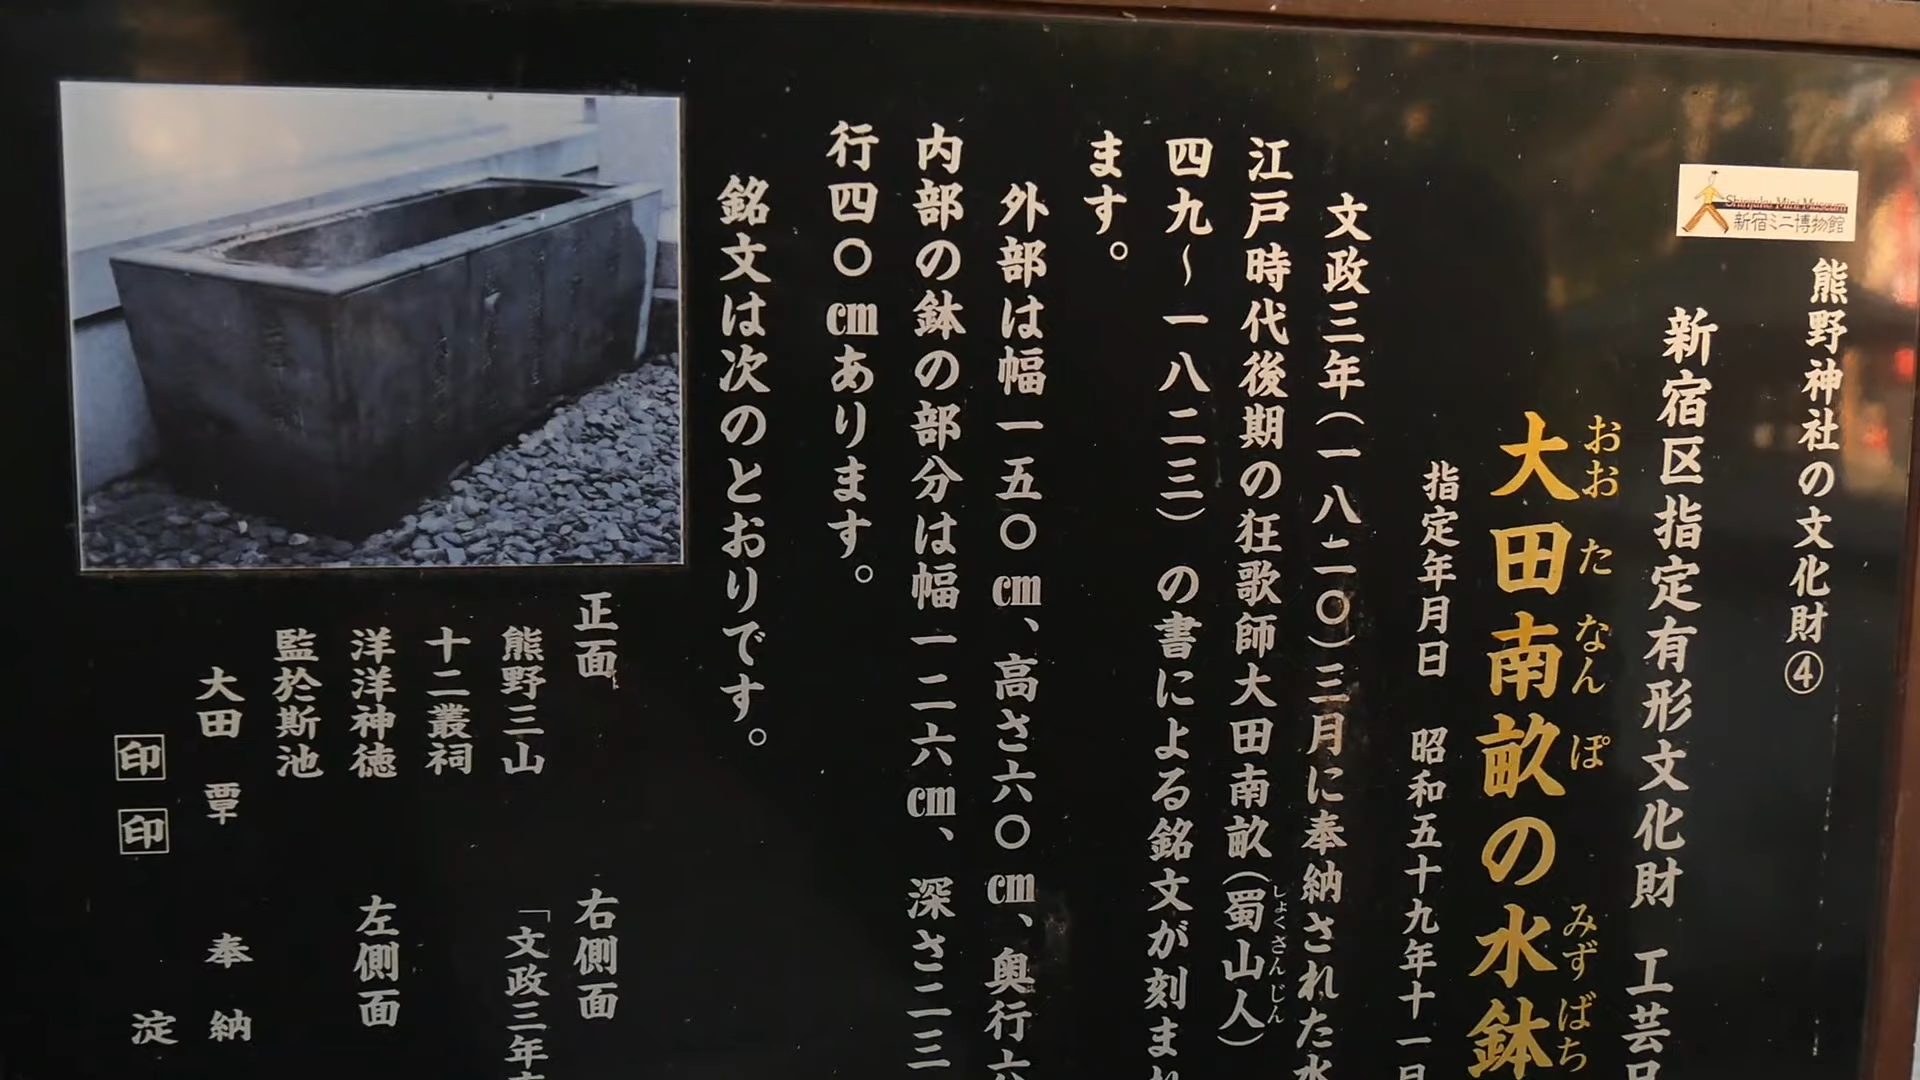 Shinjuku Mini Museum
新宿ミニ博物館
熊野神社の文化財④
新宿区指定有形文化財 工芸品
おおたなんぽ みずばち
大田南畝の水鉢
指定年月日 昭和五十九年十一月
文政三年(一八二〇)三月に奉納された水
江戸時代後期の狂歌師大田南畝(蜀山人)
しょくさんじん
四九~一八二三)の書による銘文が刻まれ
ます。
外部は幅一五〇㎝、高さ六〇㎝、奥行六
内部の鉢の部分は幅一二六㎝、深さ二三
行四〇㎝あります。
銘文は次のとおりです。
正面
熊野三山
十二叢祠
洋洋神徳
監於斯池
大田 覃
印 印
右側面
「文政三年
左側面
奉納
淀